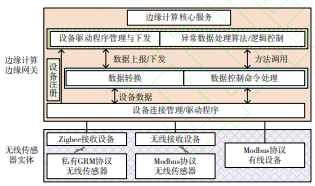 边缘计算核心服务
设备驱动程序管理与下发
异常数据处理算法/逻辑控制
边缘计算
边缘网关
数据上报/下发
方法调用
设备注册
数据转换
数据控制命令处理
设备数据
设备连接管理/驱动程序
无线传感
器实体
Zigbee接收设备
无线接收设备
Modbus协议
有线设备
私有GRM协议
无线传感器
Modbus协议
无线传感器